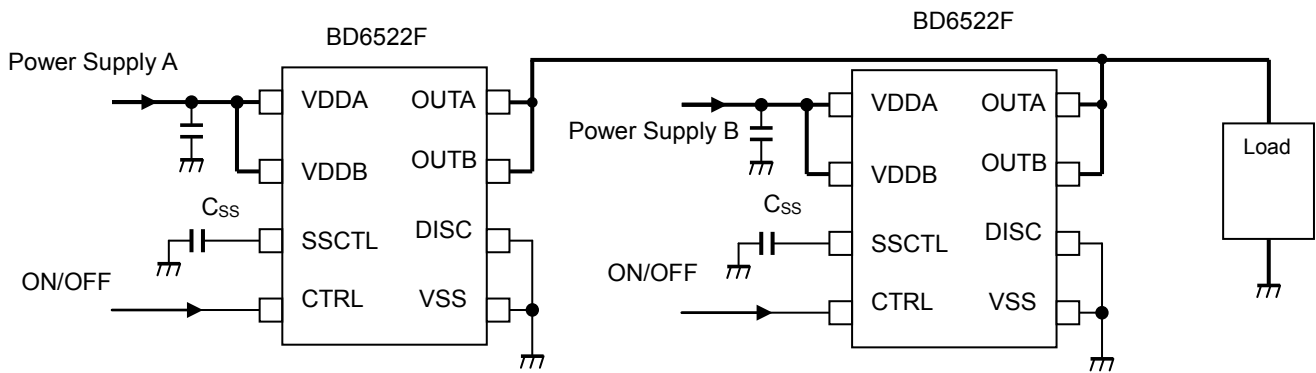 BD6522F
Power Supply A
VDDA
OUTA
VDDB
OUTB
CSS
SSCTL
DISC
ON/OFF
CTRL
VSS
BD6522F
Power Supply B
VDDA
OUTA
VDDB
OUTB
CSS
SSCTL
DISC
ON/OFF
CTRL
VSS
Load